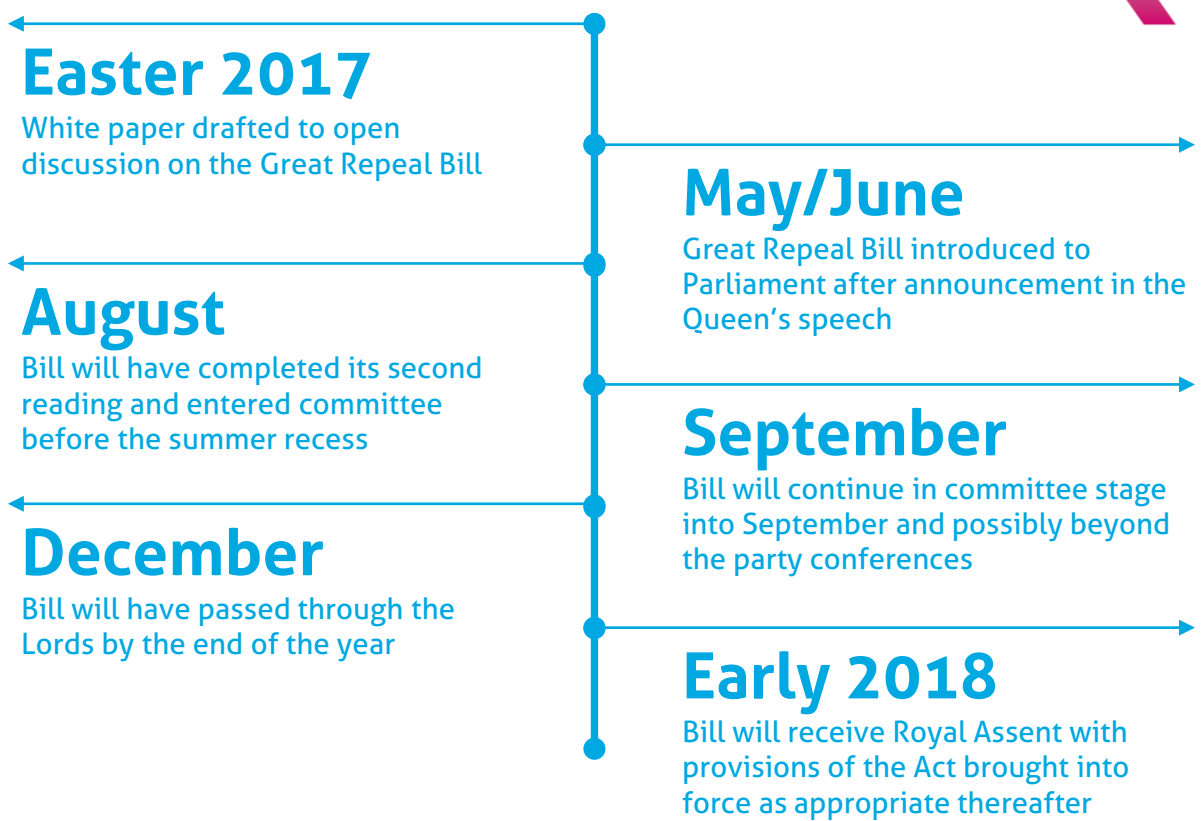 Easter 2017
White paper drafted to open
discussion on the Great Repeal Bill
May/June
Great Repeal Bill introduced to
Parliament after announcement in the
Queen’s speech
August
Bill will have completed its second
reading and entered committee
before the summer recess
September
Bill will continue in committee stage
into September and possibly beyond
the party conferences
December
Bill will have passed through the
Lords by the end of the year
Early 2018
Bill will receive Royal Assent with
provisions of the Act brought into
force as appropriate thereafter